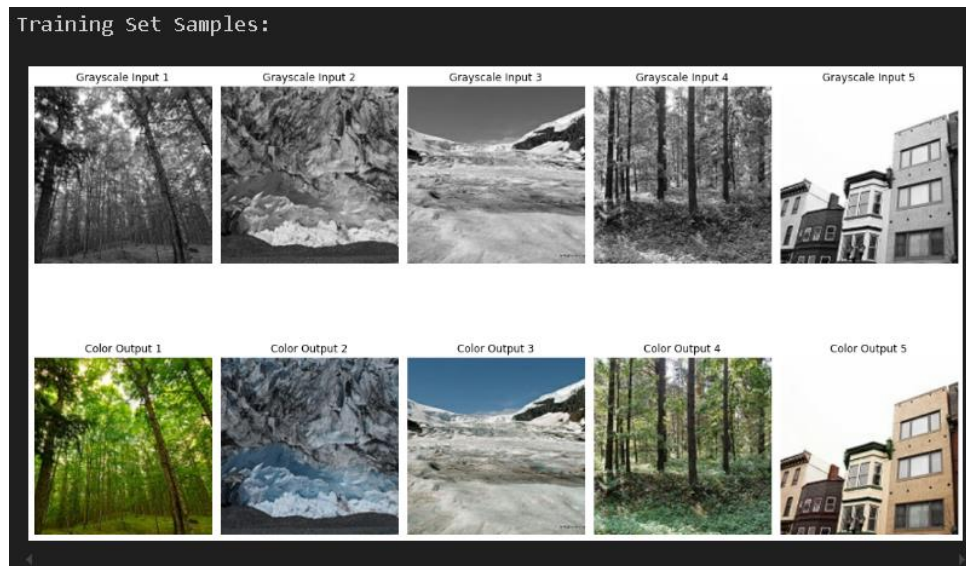 Training Set Samples:
Grayscale Input 1 Grayscale Input 2 Grayscale Input 3 Grayscale Input 4 Grayscale Input 5
Color Output 1 Color Output 2 Color Output 3 Color Output 4 Color Output 5